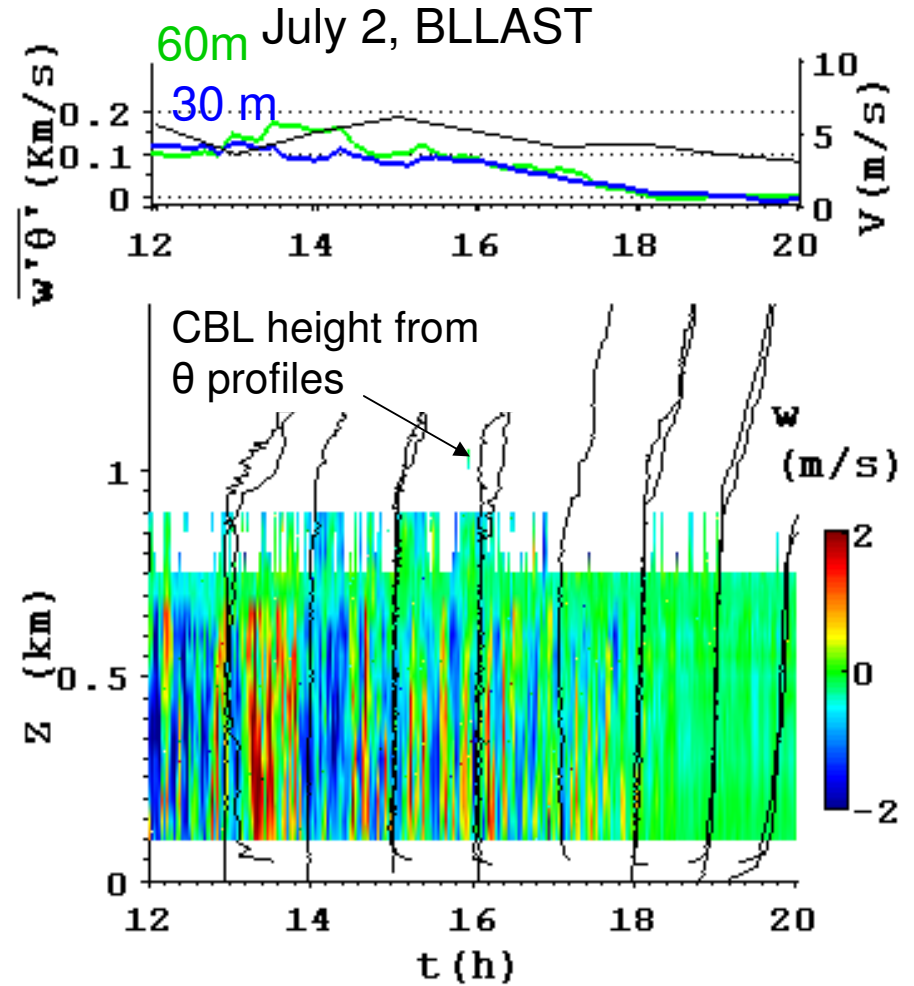 July 2, BLLAST
60m
30 m
w'θ' (Km/s)
0.2
0.1
0
10
5
0
V(m/s)
12 14 16 18 20
CBL height from
θ profiles
w
(m/s)
2
0
-2
Z (km)
1
0.5
0
12 14 16 18 20
t(h)